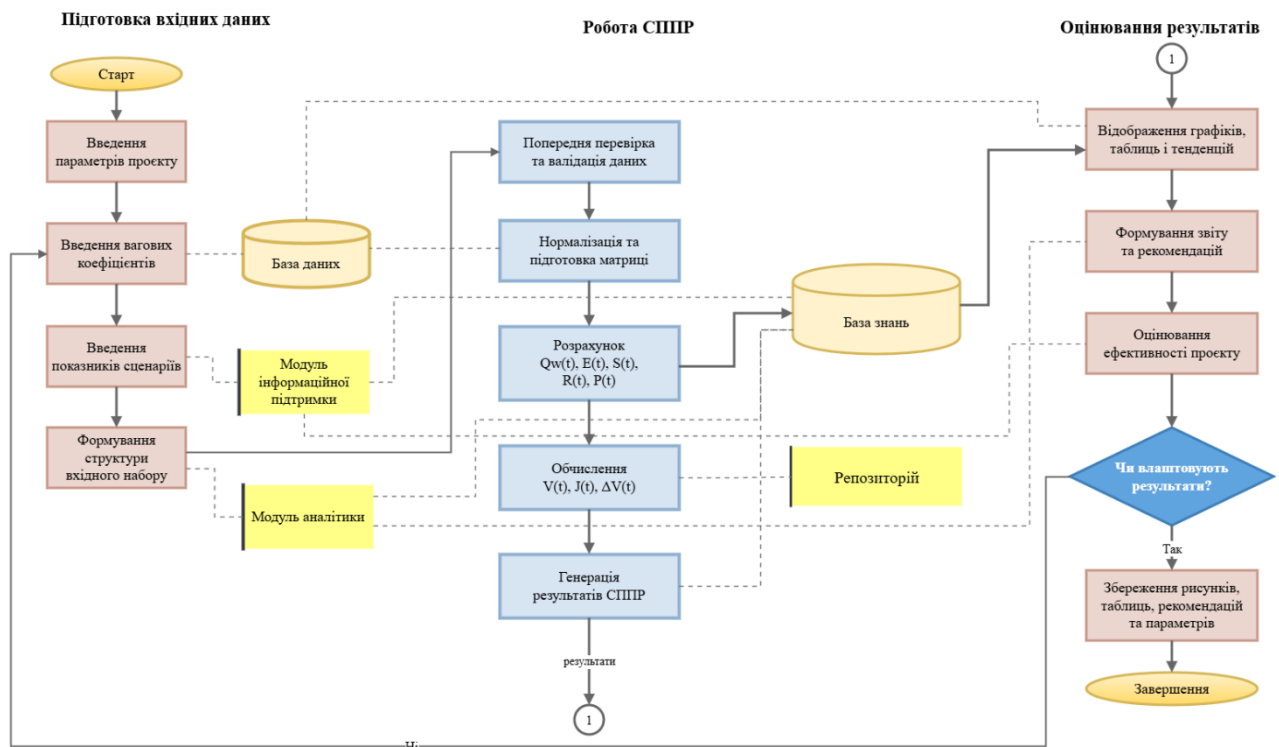 Підготовка вхідних даних
Робота СППР
Оцінювання результатів
Старт
Введення
параметрів проєкту
Введення вагових
коефіцієнтів
Введення
показників сценаріїв
Формування
структури
вхідного набору
База даних
Модуль
інформаційної
підтримки
Модуль аналітики
Попередня перевірка
та валідація даних
Нормалізація та
підготовка матриці
Розрахунок
Qw(t), E(t), S(t),
R(t), P(t)
Обчислення
V(t), J(t), ΔV(t)
Генерація
результатів СППР
результати
1
База знань
Репозиторій
1
Відображення графіків,
таблиць і тенденцій
Формування звіту
та рекомендацій
Оцінювання
ефективності проєкту
Чи влаштовують
результати?
Так
Збереження рисунків,
таблиць, рекомендацій
та параметрів
Завершення